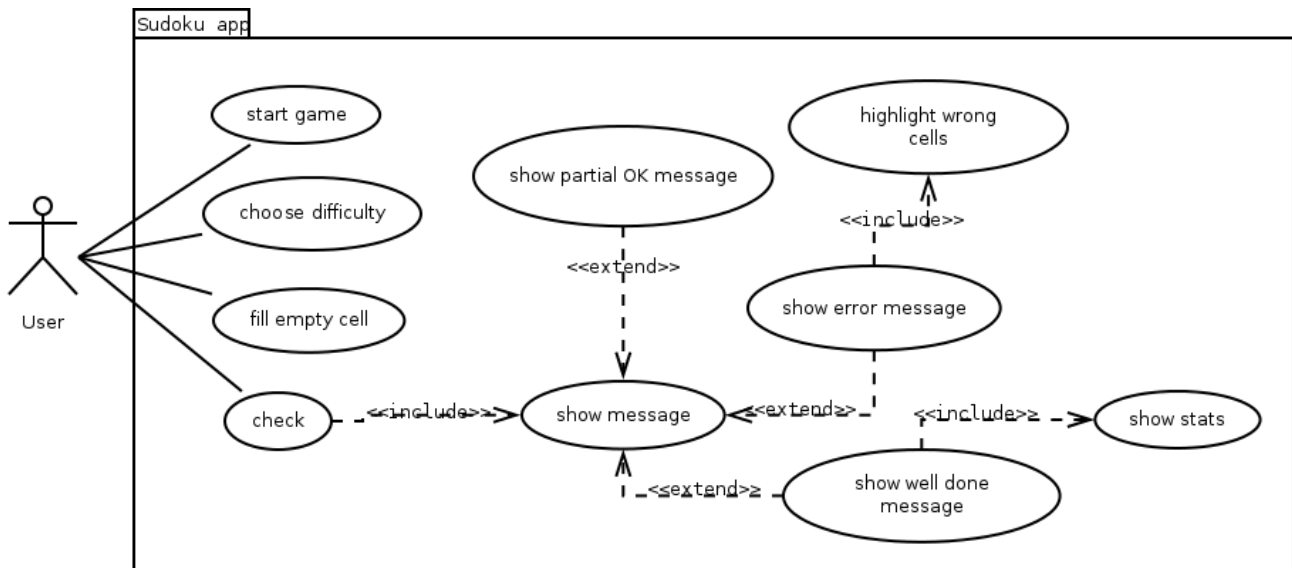 Sudoku app
start game
highlight wrong
cells
show partial OK message
choose difficulty
<<include>>
<<extend>>
show error message
fill empty cell
User
check
<<include>>
show message
<<extend>>
<<include>>
show stats
<<extend>>
show well done
message